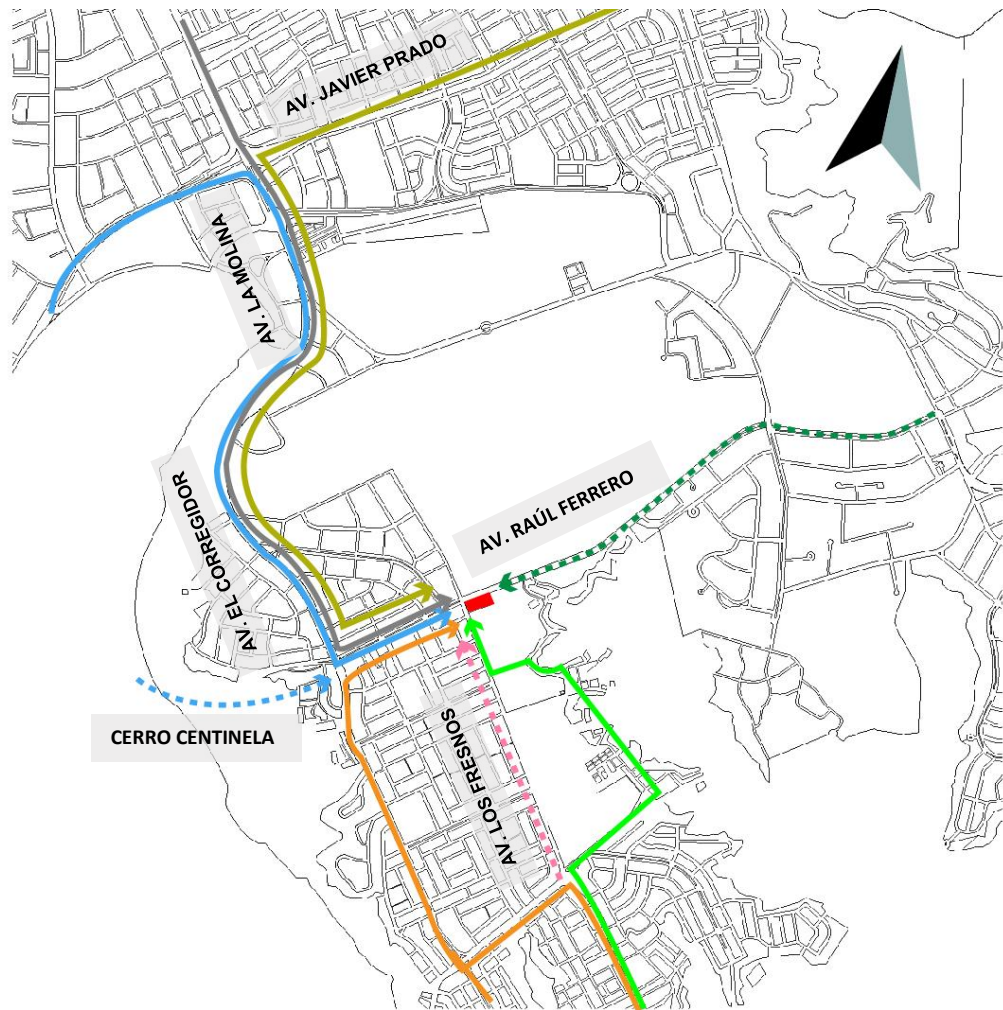 AV. JAVIER PRADO
AV. LA MOLINA
AV. EL CORREGIDOR
AV. RAÚL FERRERO
CERRO CENTINELA
AV. LOS FRESNOS